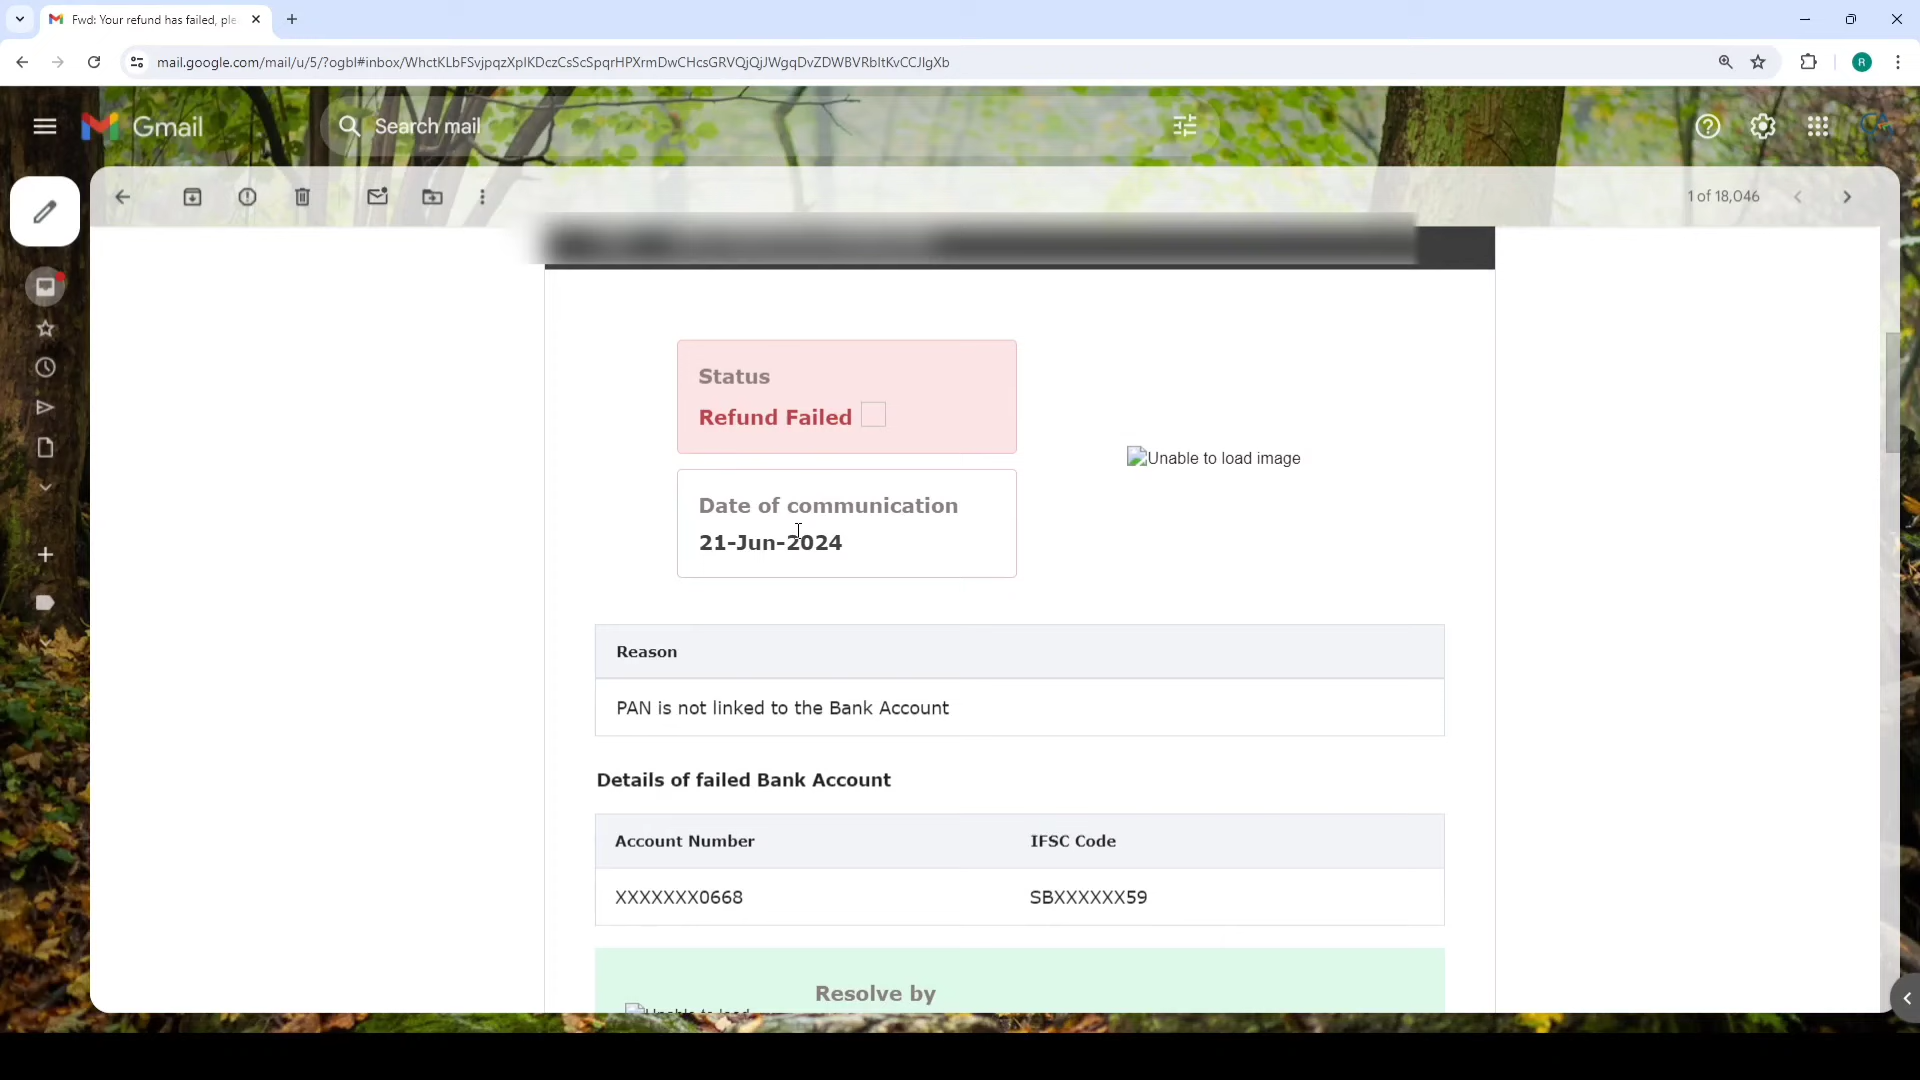 Fwd: Your refund has failed, ple
mail.google.com/mail/u/5/?ogbl#inbox/WhctKLbFSvjpqzXplKDczCsScSpqrHPXrmDwCHcsGRVQjQjJWgqDvZDWBVRbltKvCCJlgXb
R
Gmail
Search mail
1 of 18,046
Status
Refund Failed
Unable to load image
Date of communication
21-Jun-2024
Reason
PAN is not linked to the Bank Account
Details of failed Bank Account
Account Number IFSC Code
XXXXXXX0668 SBXXXXXX59
Resolve by